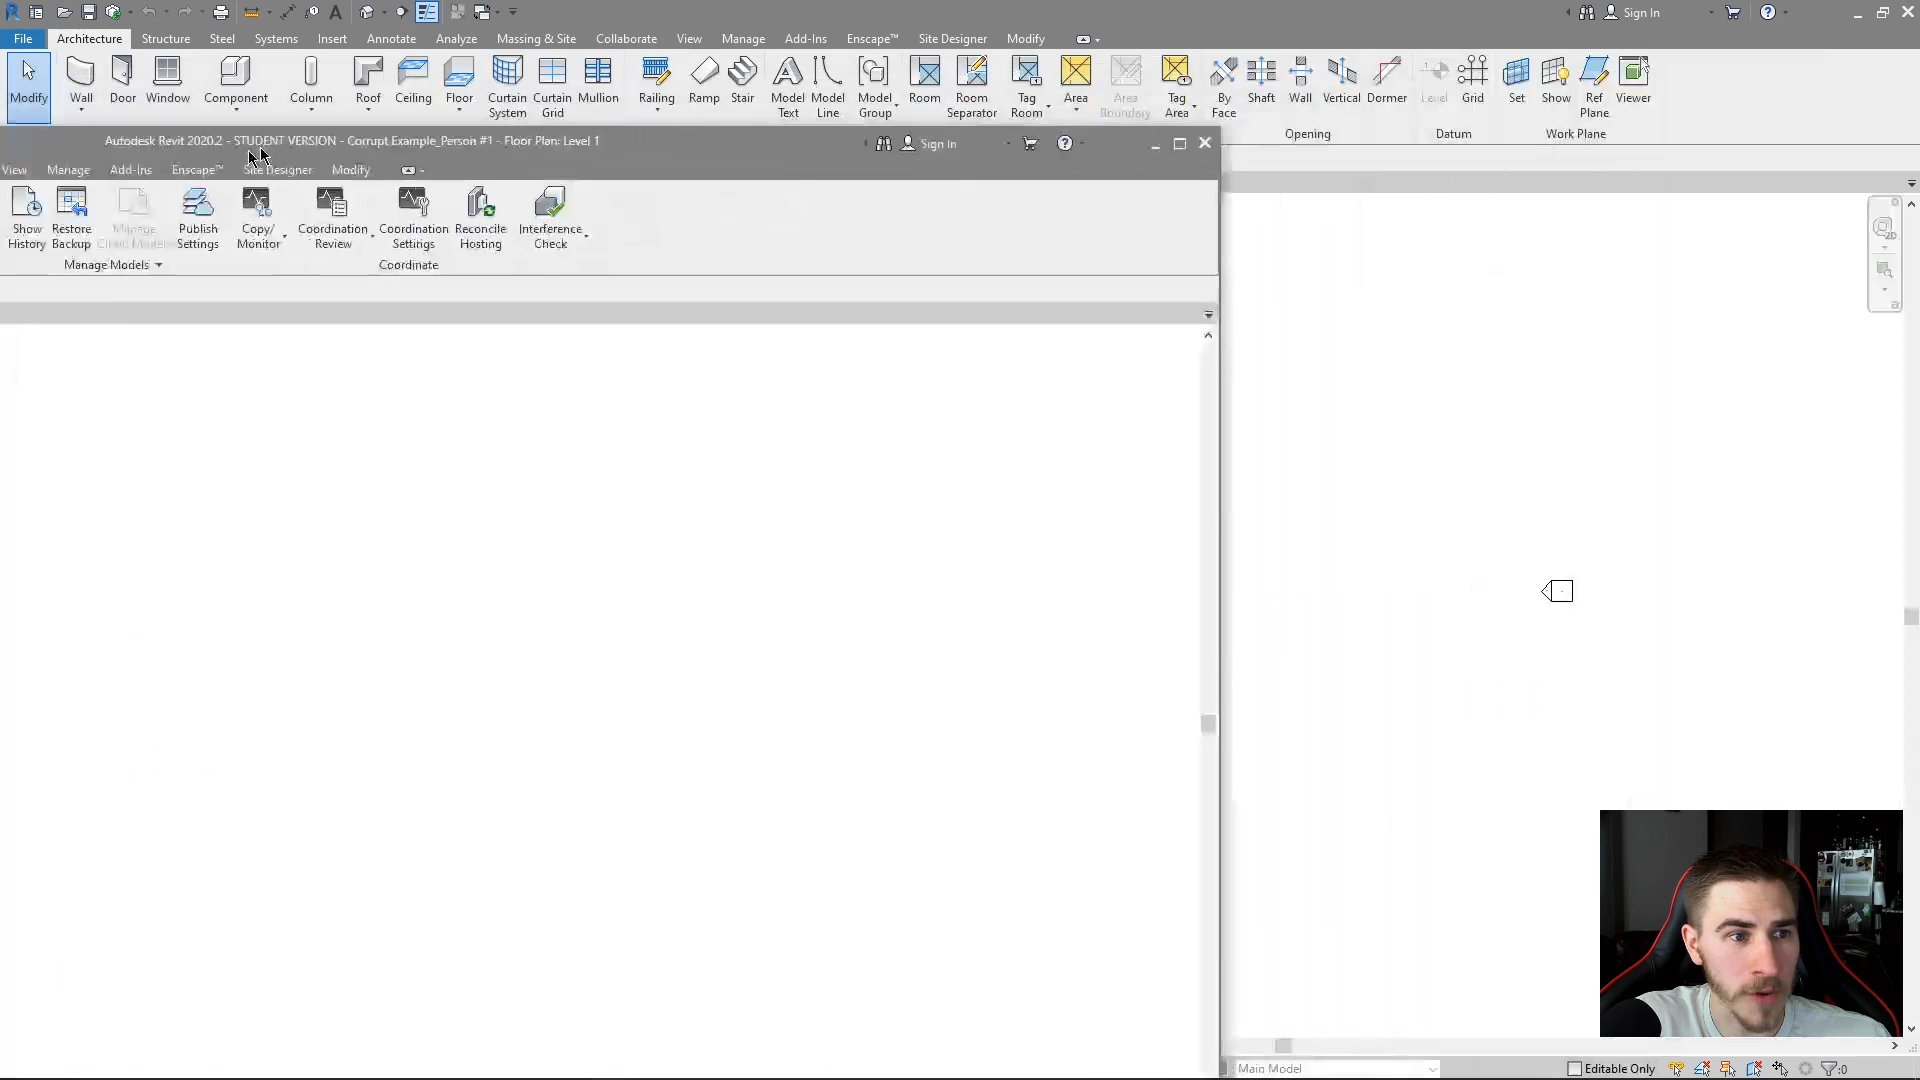 Sign In
File Architecture Structure Steel Systems Insert Annotate Analyze Massing & Site Collaborate View Manage Add-Ins Enscape™ Site Designer Modify
Modify Wall Door Window Component Column Roof Ceiling Floor Curtain System Curtain Grid Mullion Railing Ramp Stair Model Text Model Line Model Group Room Room Separator Tag Room Area Area Boundary Tag Area By Face Shaft Wall Vertical Dormer Level Grid Set Show Ref Plane Viewer
Opening Datum Work Plane
Autodesk Revit 2020.2 - STUDENT VERSION - Corrupt Example_Person #1 - Floor Plan: Level 1 Sign In
View Manage Add-Ins Enscape™ Site Designer Modify
Show History Restore Backup Manage Cloud Models Publish Settings Copy/ Monitor Coordination Review Coordination Settings Reconcile Hosting Interference Check
Manage Models Coordinate
2D
Main Model Editable Only :0